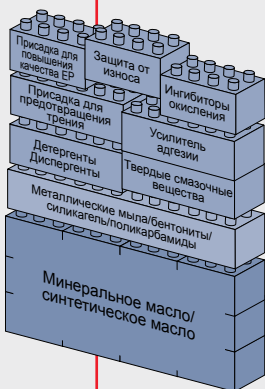 Присадка для
повышения
качества EP
Защита от
износа
Ингибиторы
окисления
Присадка для
предотвращения
трения
Усилитель
адгезии
Детергенты
Диспергенты
Твердые смазочные
вещества
Металлические мыла/бентониты/
силикагель/поликарбамиды
Минеральное масло/
синтетическое масло